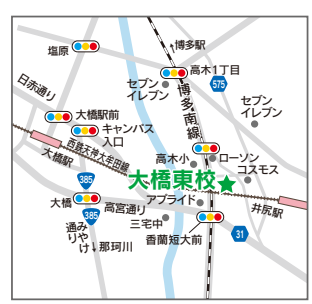 塩原
博多駅
高木1丁目
575
日赤通り
セブン
イレブン
博多南線
セブン
イレブン
大橋駅前
キャンパス
入口
西鉄天神大牟田線
大橋駅
高木小
ローソン
コスモス
385
大橋東校
大橋
アプライド
井尻駅
385
高宮通り
三宅中
香蘭短大前
31
みやけ
通り
那珂川